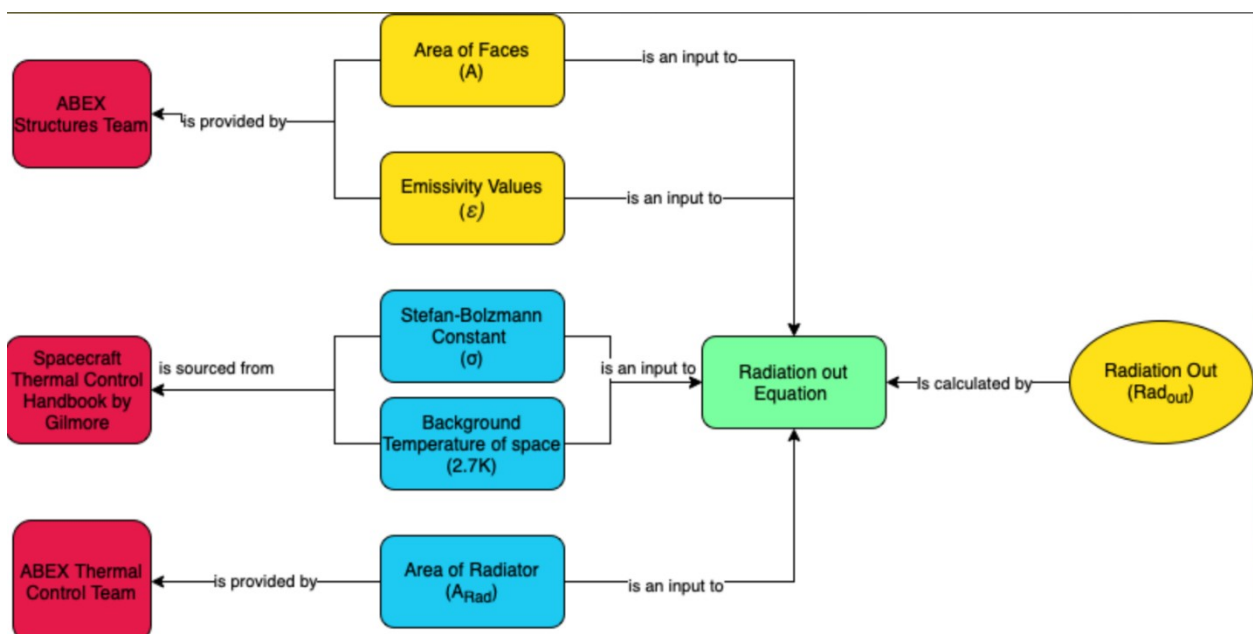 Area of Faces
(A)
is an input to
ABEX
Structures Team
is provided by
Emissivity Values
(ε)
is an input to
Stefan-Bolzmann
Constant
(σ)
Spacecraft
Thermal Control
Handbook by
Gilmore
is sourced from
is an input to
Radiation out
Equation
Is calculated by
Radiation Out
(Rad_out)
Background
Temperature of space
(2.7K)
ABEX Thermal
Control Team
is provided by
Area of Radiator
(A_Rad)
is an input to